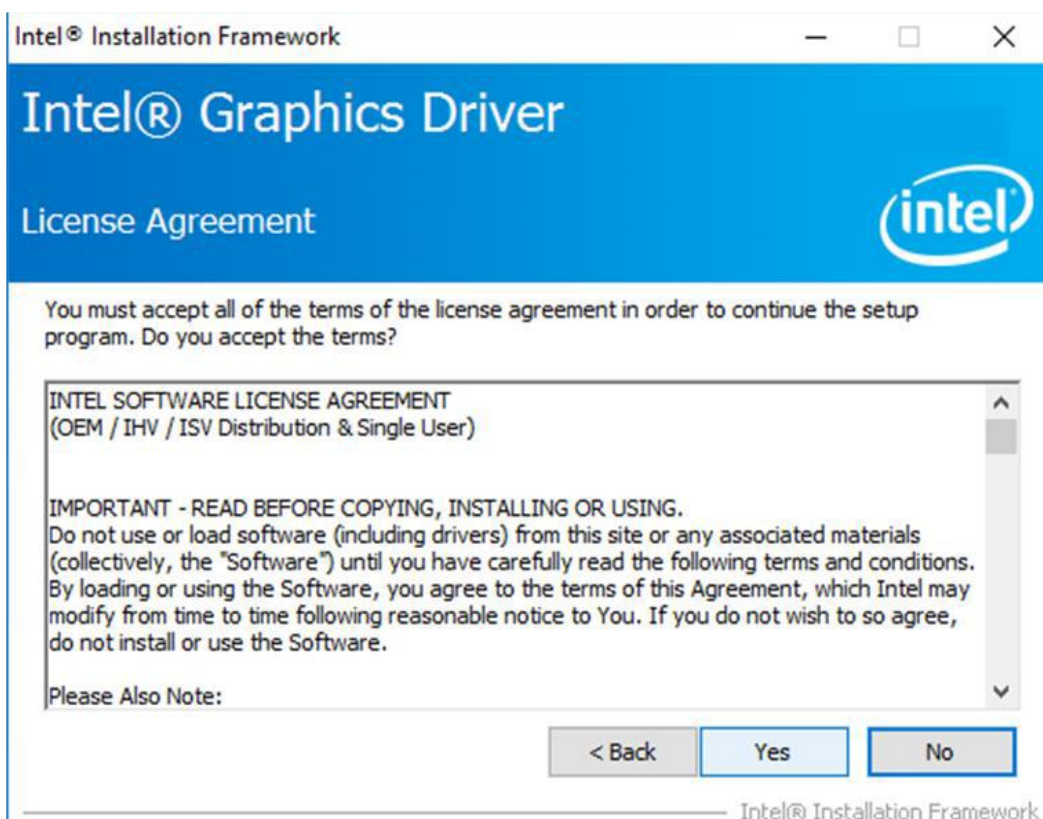 Intel® Installation Framework
Intel® Graphics Driver
License Agreement
intel
You must accept all of the terms of the license agreement in order to continue the setup
program. Do you accept the terms?
INTEL SOFTWARE LICENSE AGREEMENT
(OEM / IHV / ISV Distribution & Single User)
IMPORTANT - READ BEFORE COPYING, INSTALLING OR USING.
Do not use or load software (including drivers) from this site or any associated materials
(collectively, the "Software") until you have carefully read the following terms and conditions.
By loading or using the Software, you agree to the terms of this Agreement, which Intel may
modify from time to time following reasonable notice to You. If you do not wish to so agree,
do not install or use the Software.
Please Also Note:
< Back Yes No
Intel® Installation Framework